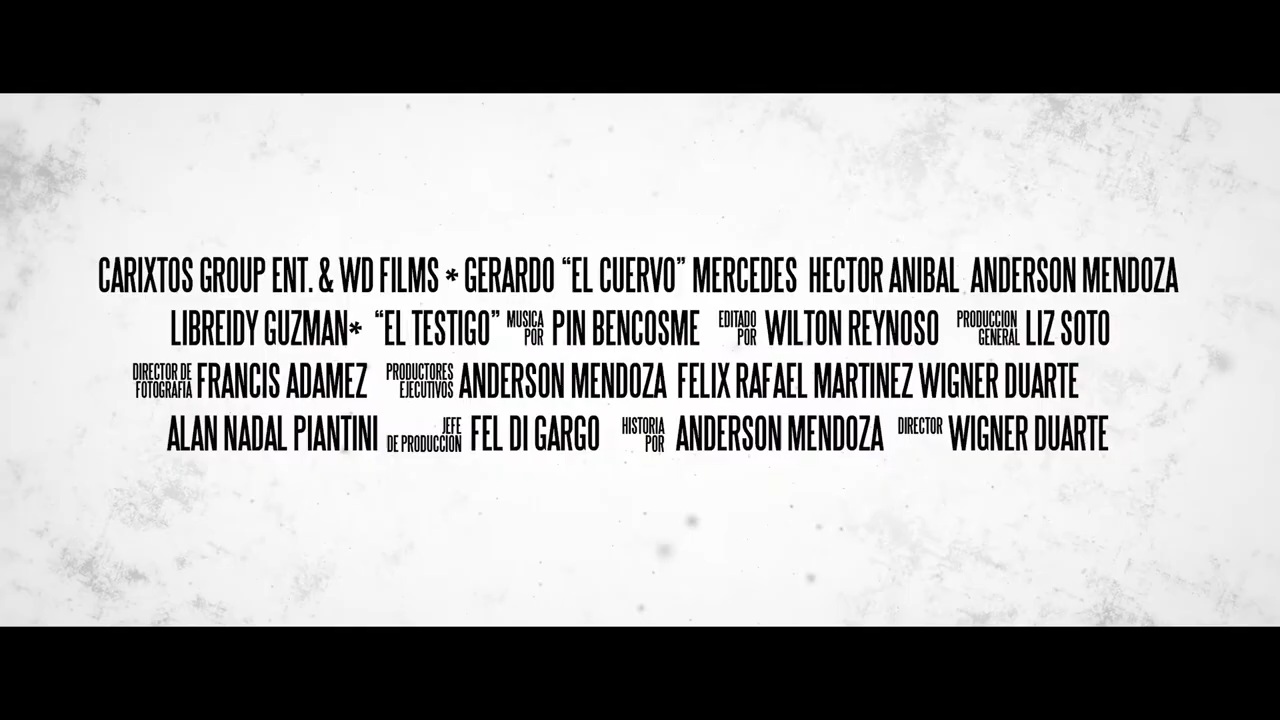 CARIXTOS GROUP ENT. & WD FILMS * GERARDO “EL CUERVO” MERCEDES HECTOR ANIBAL ANDERSON MENDOZA
LIBREIDY GUZMAN* “EL TESTIGO” MUSICA POR PIN BENCOSME EDITADO POR WILTON REYNOSO PRODUCCION GENERAL LIZ SOTO
DIRECTOR DE FOTOGRAFIA FRANCIS ADAMEZ PRODUCTORES EJECUTIVOS ANDERSON MENDOZA FELIX RAFAEL MARTINEZ WIGNER DUARTE
ALAN NADAL PIANTINI JEFE DE PRODUCCION FEL DI GARGO HISTORIA POR ANDERSON MENDOZA DIRECTOR WIGNER DUARTE